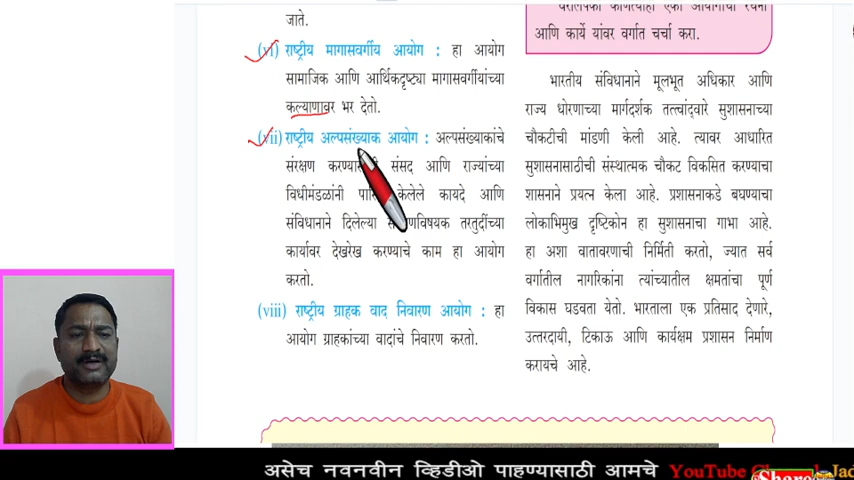 जाते.
(vi) राष्ट्रीय मागासवर्गीय आयोग : हा आयोग
सामाजिक आणि आर्थिकदृष्ट्या मागासवर्गीयांच्या
कल्याणावर भर देतो.
(vii) राष्ट्रीय अल्पसंख्याक आयोग : अल्पसंख्याकांचे
संरक्षण संसद आणि राज्यांच्या
विधीमंडळांनी केलेले कायदे आणि
संविधानाने दिलेल्या तरतुदींच्या
कार्यावर देखरेख करण्याचे काम हा आयोग
करतो.
(viii) राष्ट्रीय ग्राहक वाद निवारण आयोग : हा
आयोग ग्राहकांच्या वादांचे निवारण करतो.
आणि कार्ये यांवर वर्गात चर्चा करा.
भारतीय संविधानाने मूलभूत अधिकार आणि
राज्य धोरणाच्या मार्गदर्शक तत्त्वांद्वारे सुशासनाच्या
चौकटीची मांडणी केली आहे. त्यावर आधारित
सुशासनासाठीची संस्थात्मक चौकट विकसित करण्याचा
शासनाने प्रयत्न केला आहे. प्रशासनाकडे बघण्याचा
लोकाभिमुख दृष्टिकोन हा सुशासनाचा गाभा आहे.
हा अशा वातावरणाची निर्मिती करतो, ज्यात सर्व
वर्गातील नागरिकांना त्यांच्यातील क्षमतांचा पूर्ण
विकास घडवता येतो. भारताला एक प्रतिसाद देणारे,
उत्तरदायी, टिकाऊ आणि कार्यक्षम प्रशासन निर्माण
करायचे आहे.
असेच नवनवीन व्हिडीओ पाहण्यासाठी आमचे YouTube Jad
Share